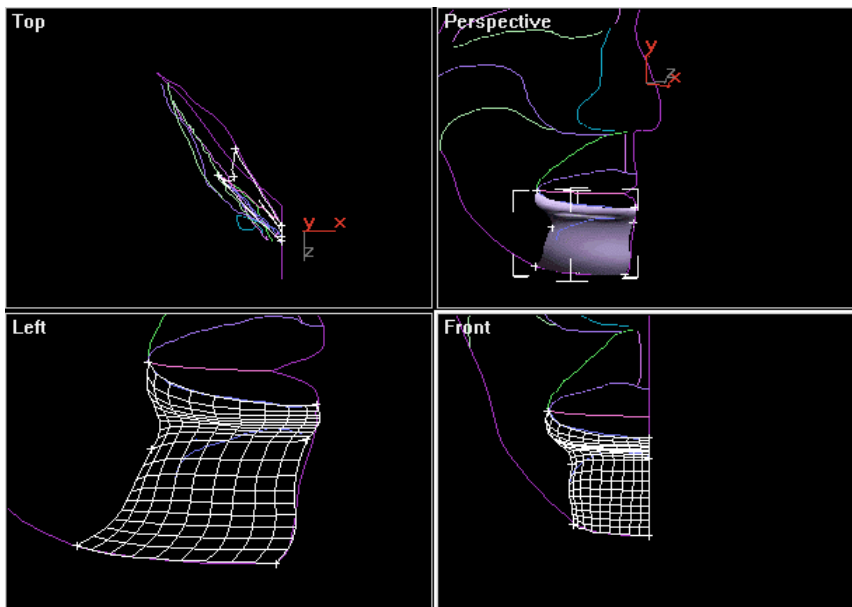 Top
y x
z
Perspective
y
z
x
Left
Front